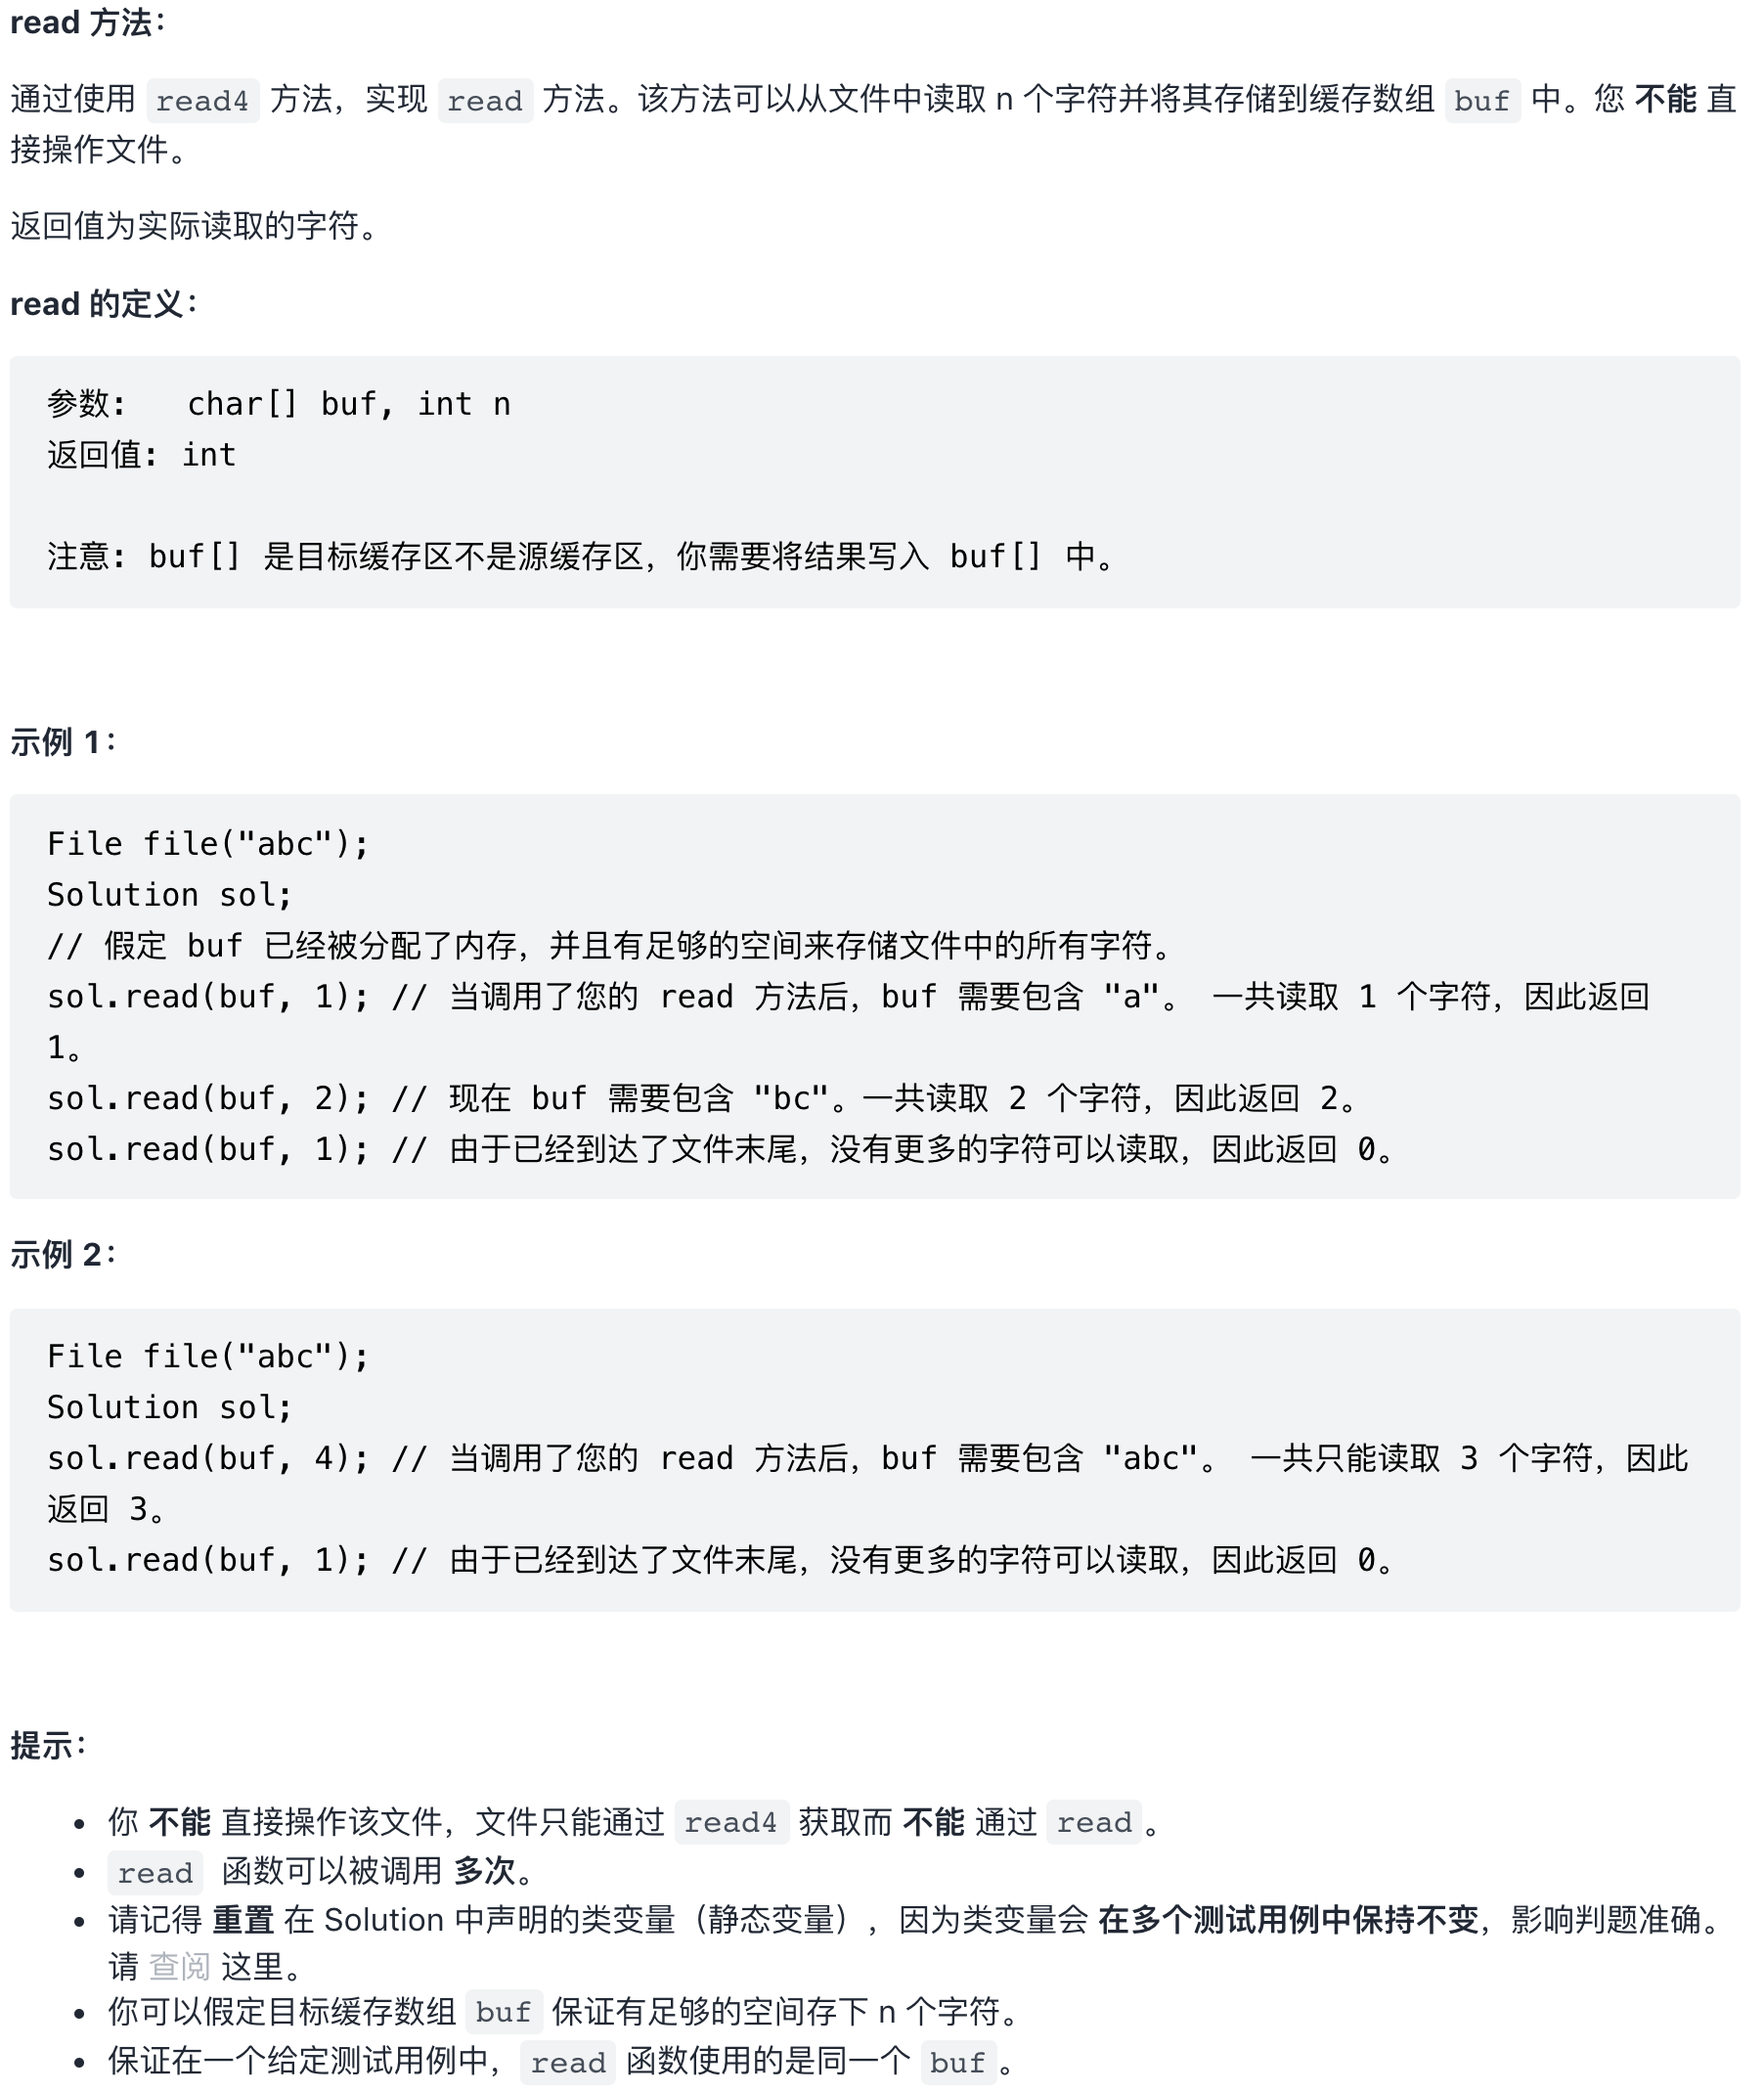 read 方法：
通过使用 read4 方法，实现 read 方法。该方法可以从文件中读取 n 个字符并将其存储到缓存数组 buf 中。您 不能 直
接操作文件。
返回值为实际读取的字符。
read 的定义：
参数:   char[] buf, int n
返回值: int
注意: buf[] 是目标缓存区不是源缓存区，你需要将结果写入 buf[] 中。
示例 1：
File file("abc");
Solution sol;
// 假定 buf 已经被分配了内存，并且有足够的空间来存储文件中的所有字符。
sol.read(buf, 1); // 当调用了您的 read 方法后，buf 需要包含 "a"。 一共读取 1 个字符，因此返回
1。
sol.read(buf, 2); // 现在 buf 需要包含 "bc"。一共读取 2 个字符，因此返回 2。
sol.read(buf, 1); // 由于已经到达了文件末尾，没有更多的字符可以读取，因此返回 0。
示例 2：
File file("abc");
Solution sol;
sol.read(buf, 4); // 当调用了您的 read 方法后，buf 需要包含 "abc"。 一共只能读取 3 个字符，因此
返回 3。
sol.read(buf, 1); // 由于已经到达了文件末尾，没有更多的字符可以读取，因此返回 0。
提示：
• 你 不能 直接操作该文件，文件只能通过 read4 获取而 不能 通过 read。
• read 函数可以被调用 多次。
• 请记得 重置 在 Solution 中声明的类变量（静态变量），因为类变量会 在多个测试用例中保持不变，影响判题准确。
请 查阅 这里。
• 你可以假定目标缓存数组 buf 保证有足够的空间存下 n 个字符。
• 保证在一个给定测试用例中，read 函数使用的是同一个 buf。